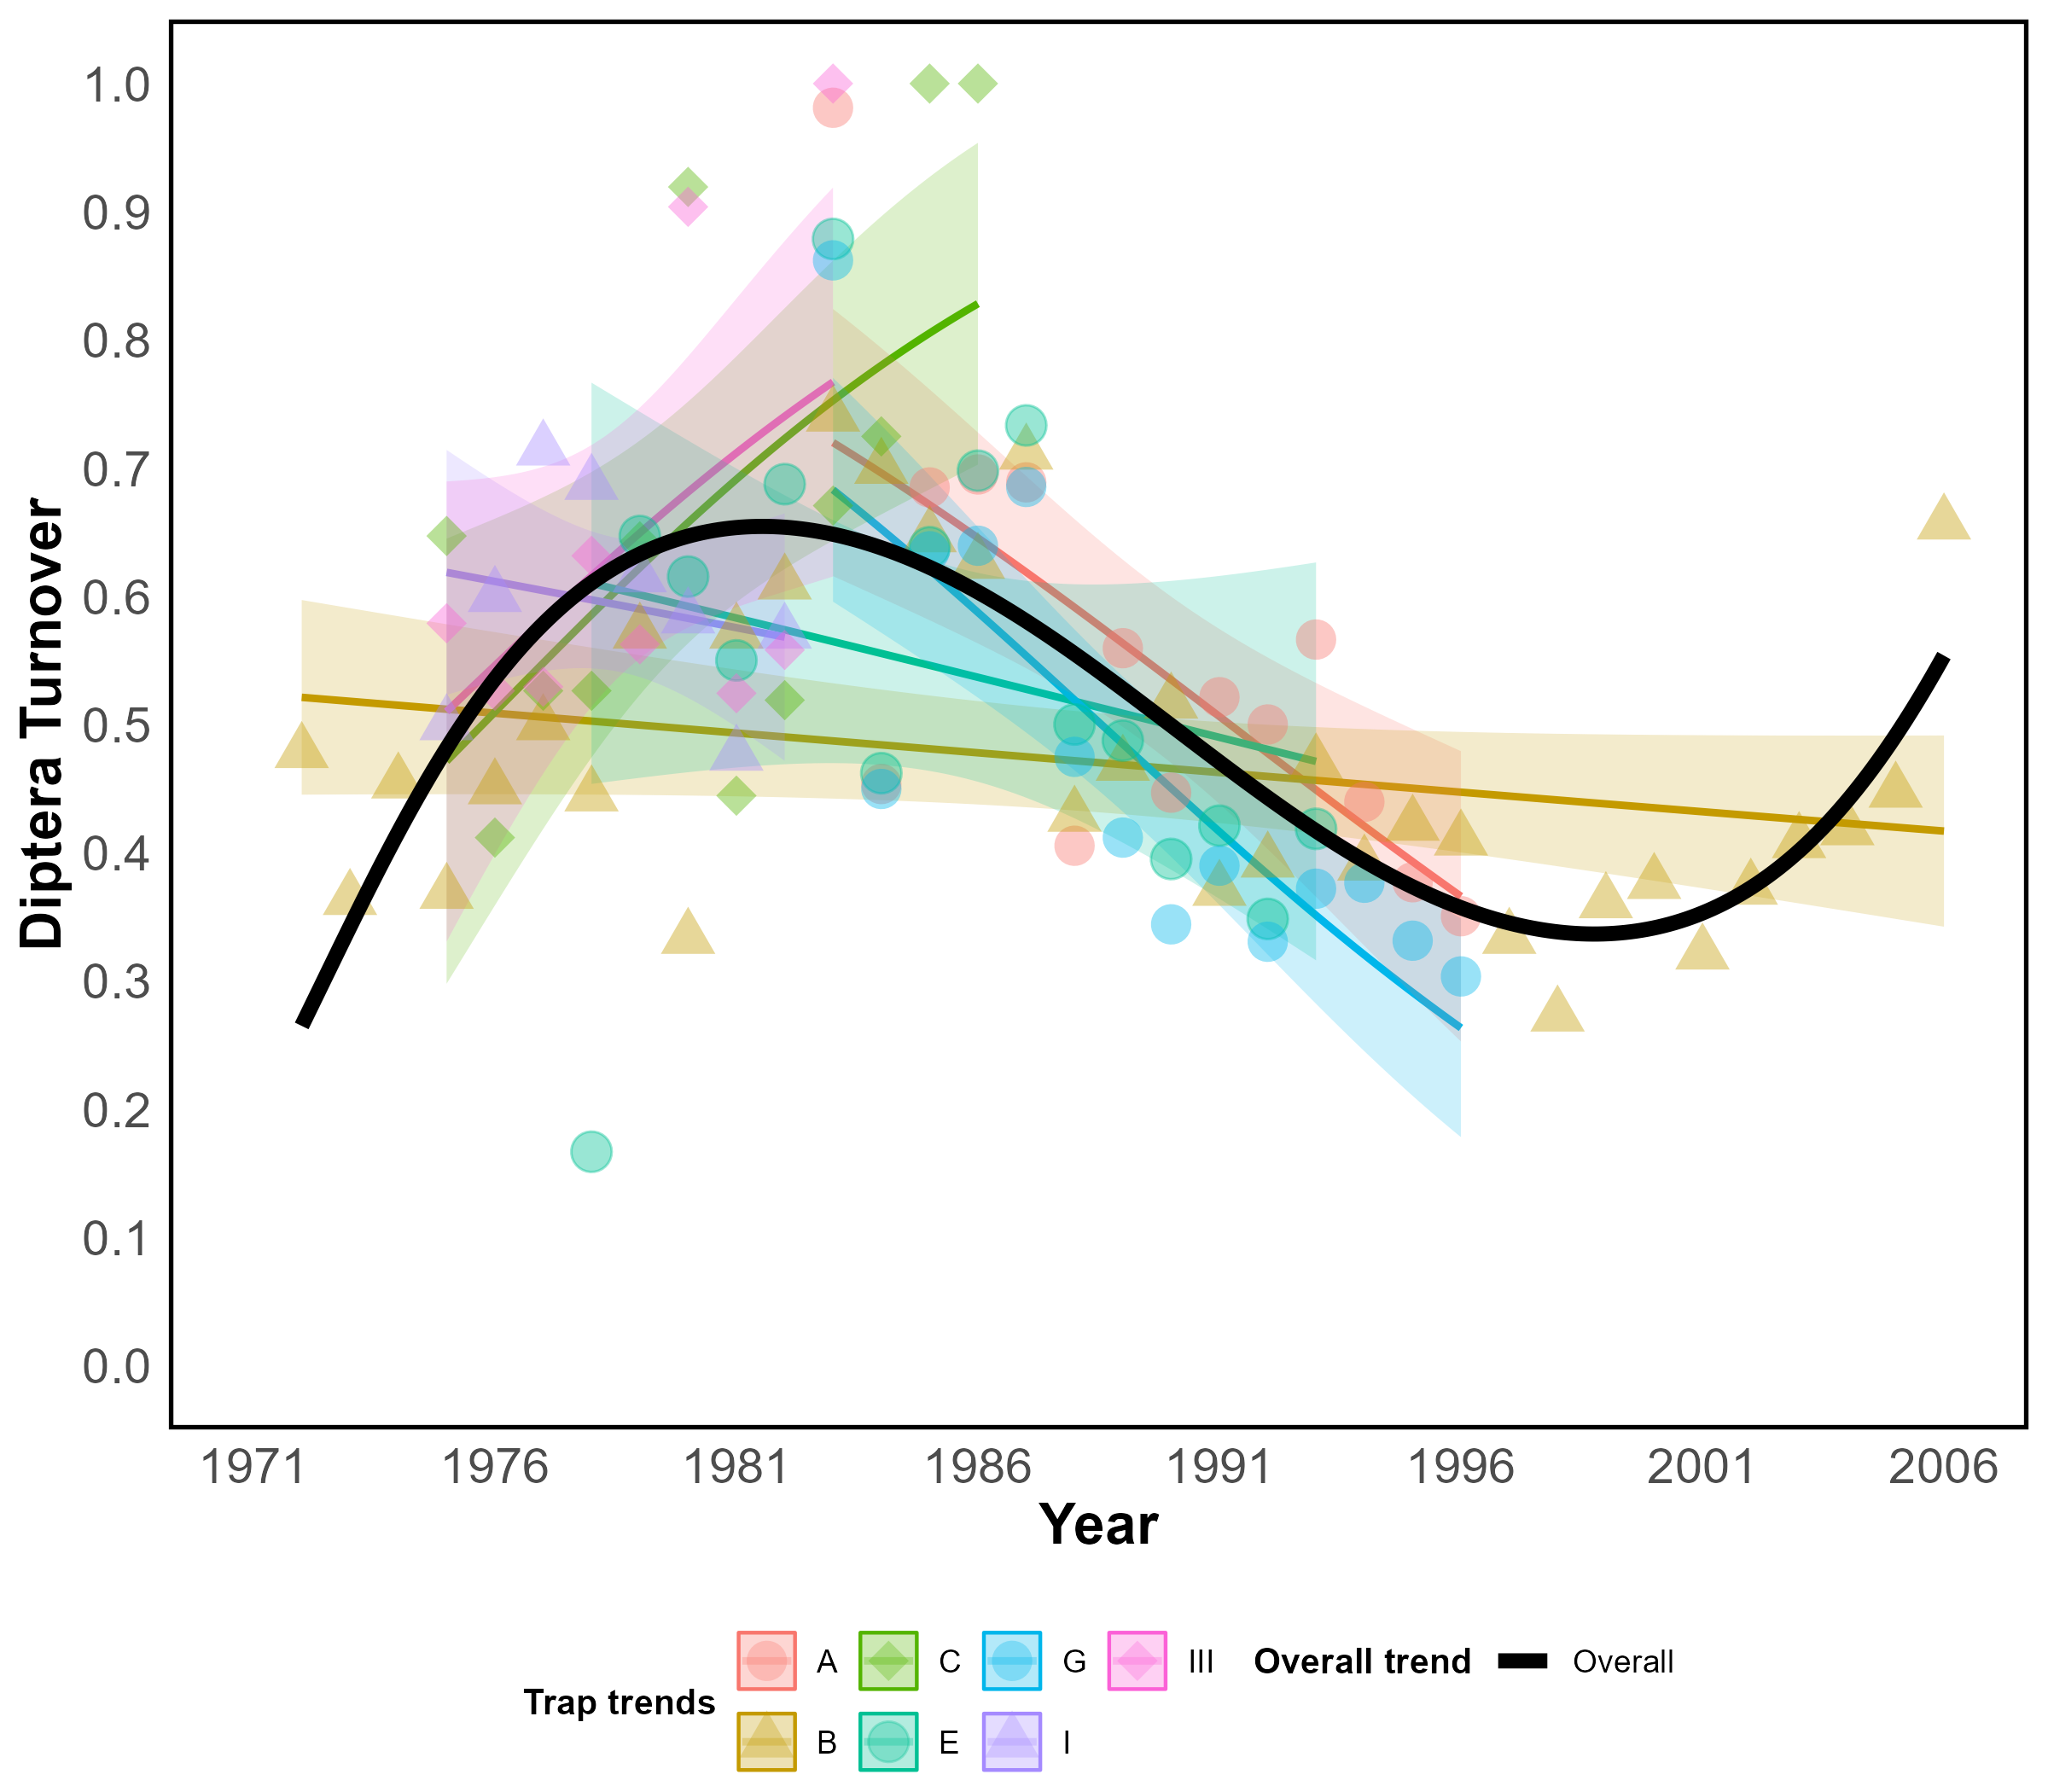 1.0
0.9
0.8
0.7
0.6
0.5
0.4
0.3
0.2
0.1
0.0
Diptera Turnover
1971 1976 1981 1986 1991 1996 2001 2006
Year
Trap trends
A C G III
B E I
Overall trend Overall